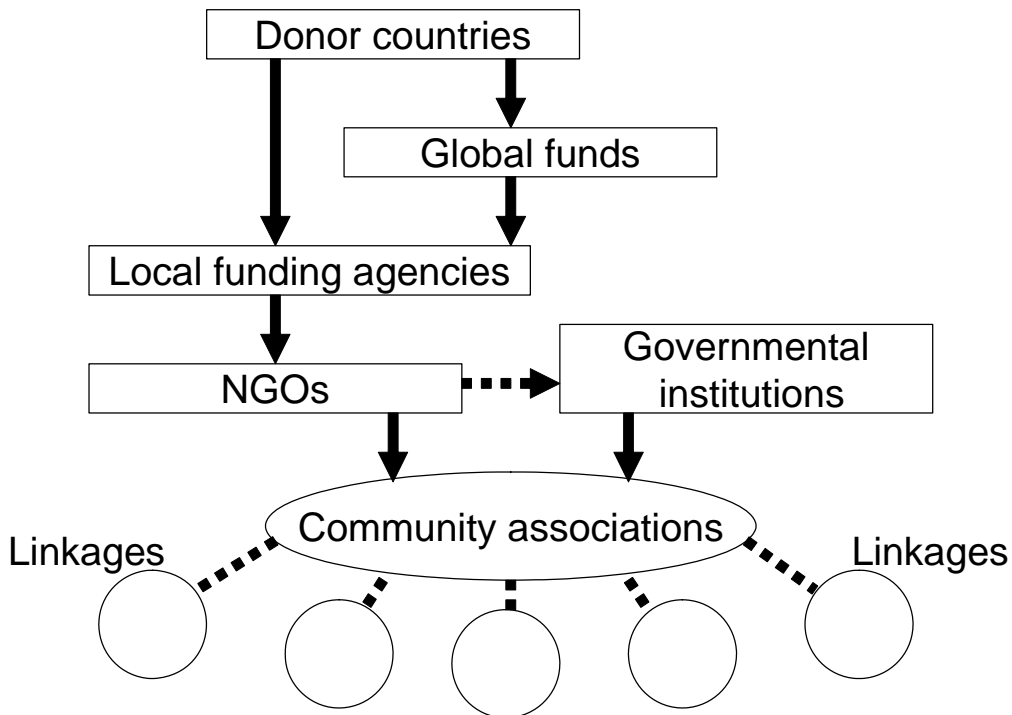 Donor countries
Global funds
Local funding agencies
Governmental
institutions
NGOs
Community associations
Linkages
Linkages